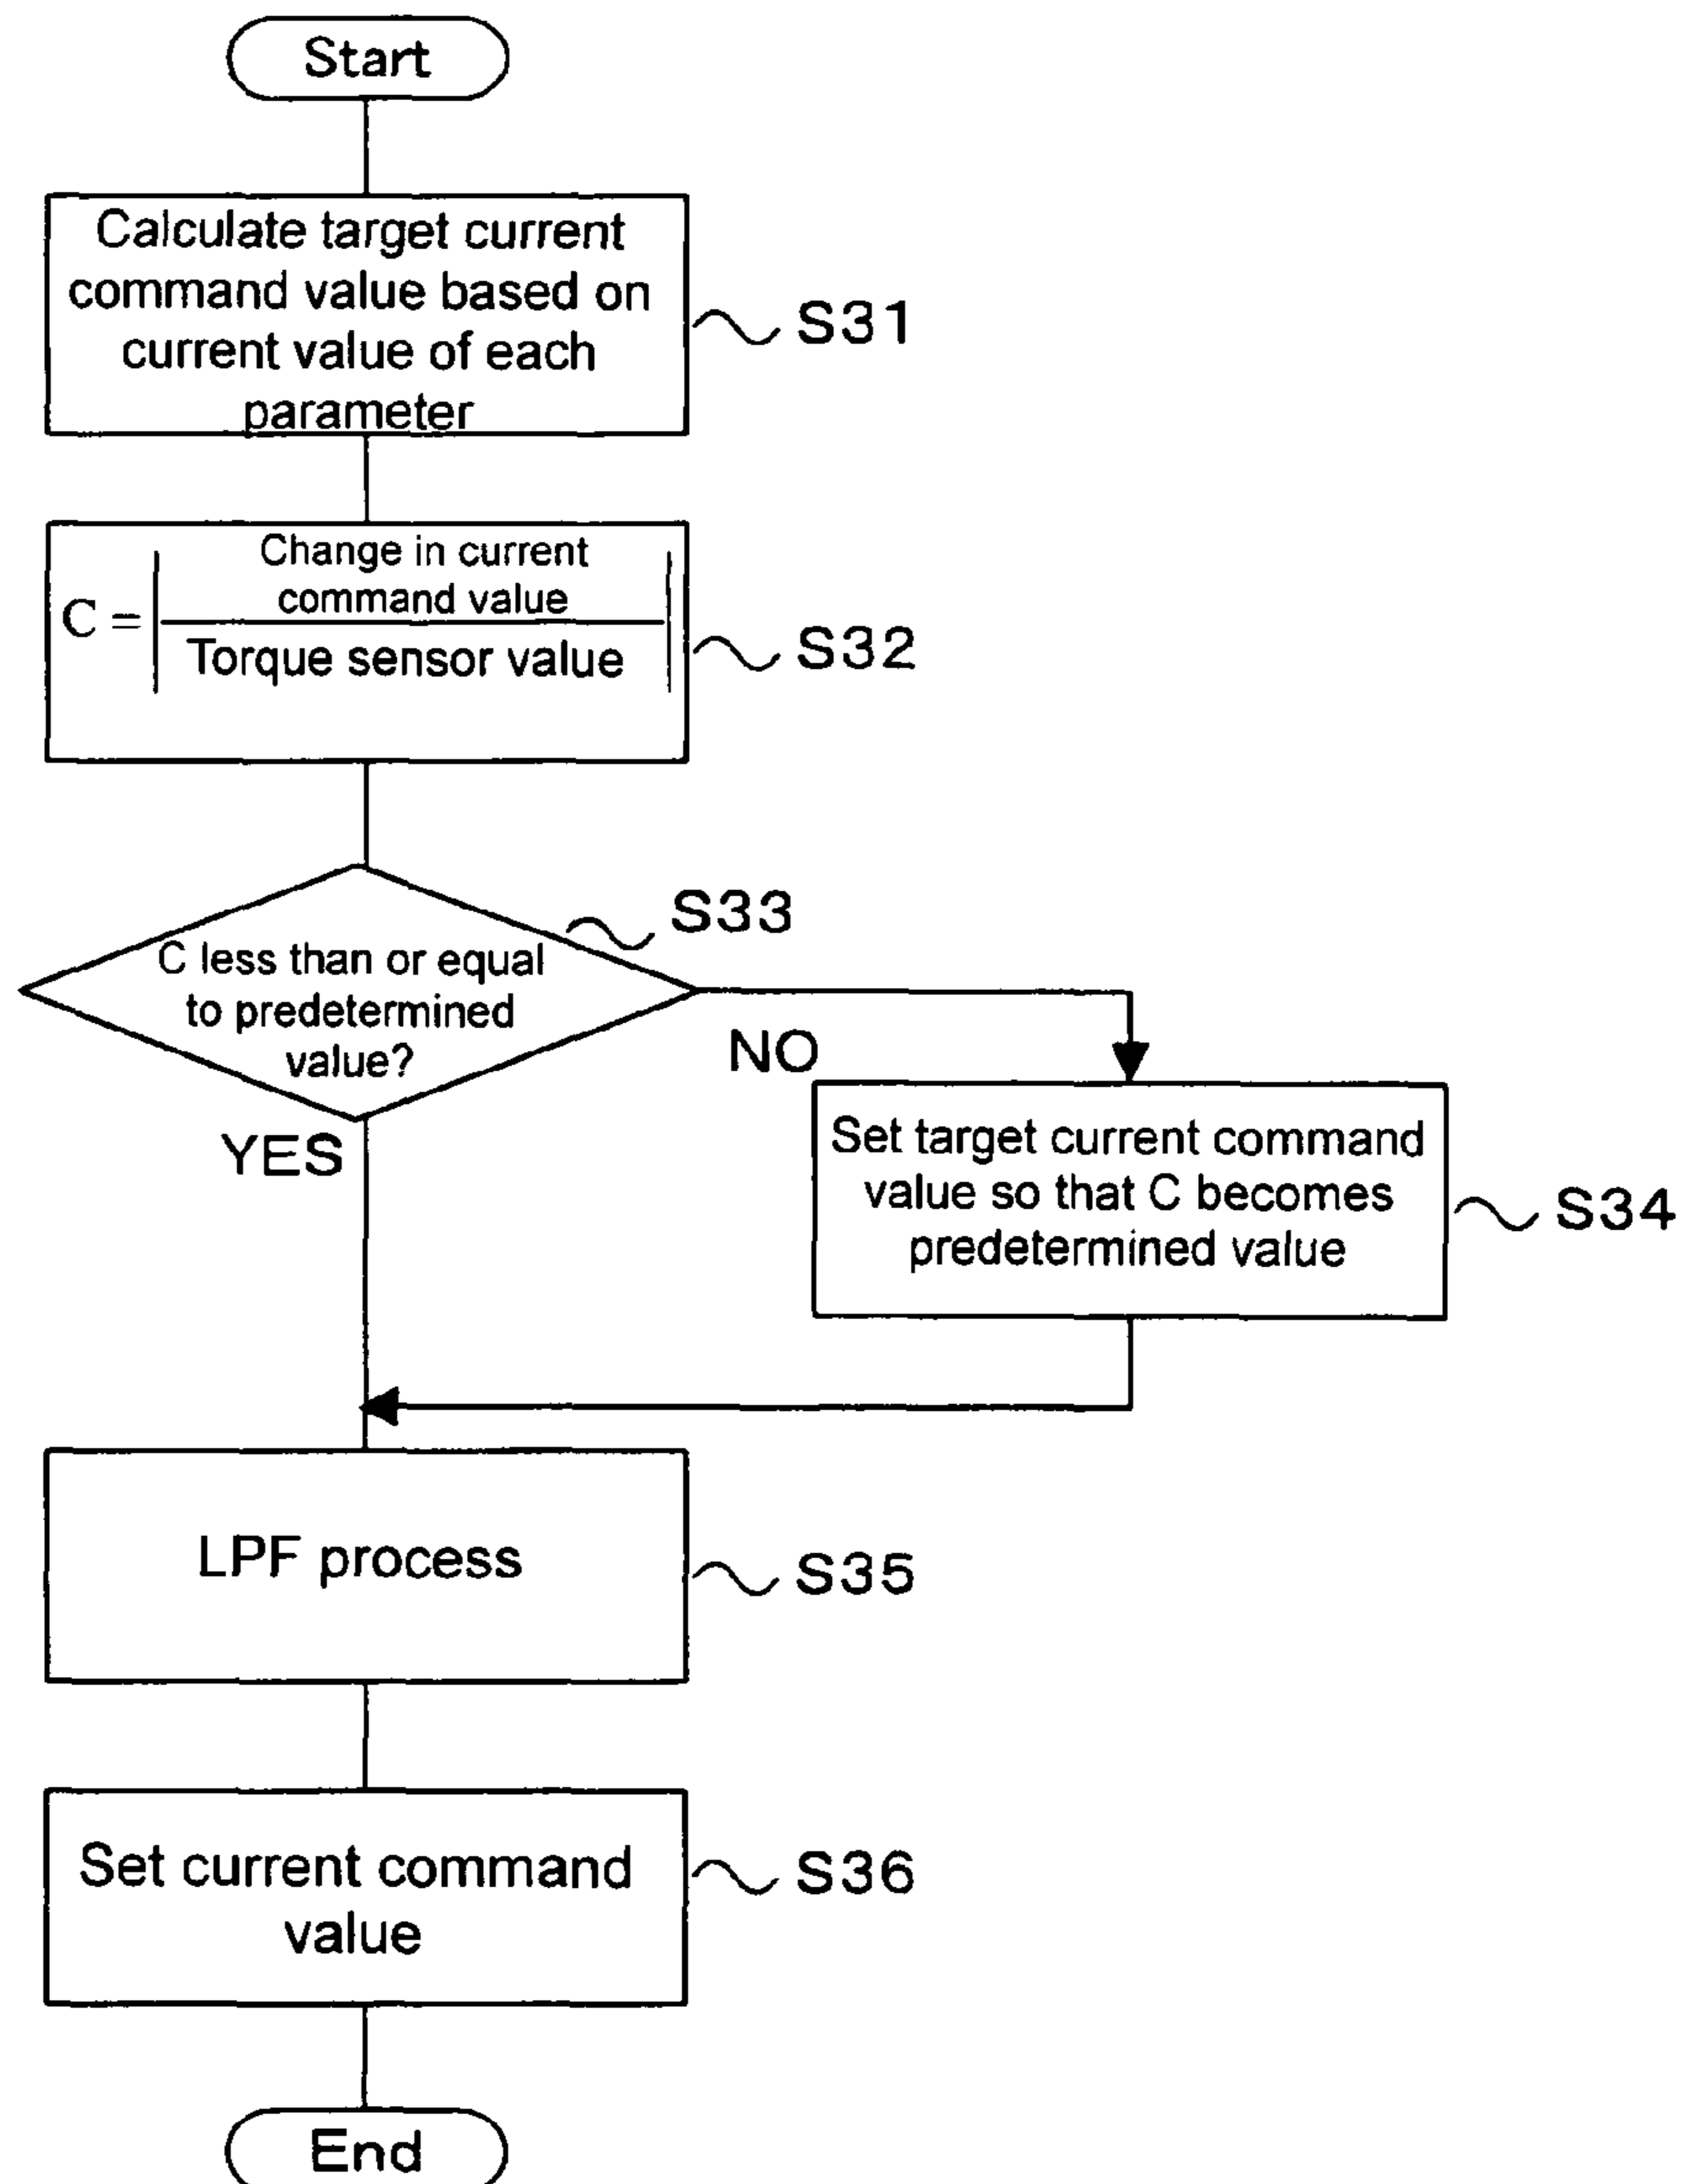 Start
Calculate target current
command value based on
current value of each
parameter
S31
Change in current
command value
C =
Torque sensor value
S32
S33
C less than or equal
to predetermined
value?
NO
YES
Set target current command
value so that C becomes
predetermined value
S34
LPF process
S35
Set current command
value
S36
End